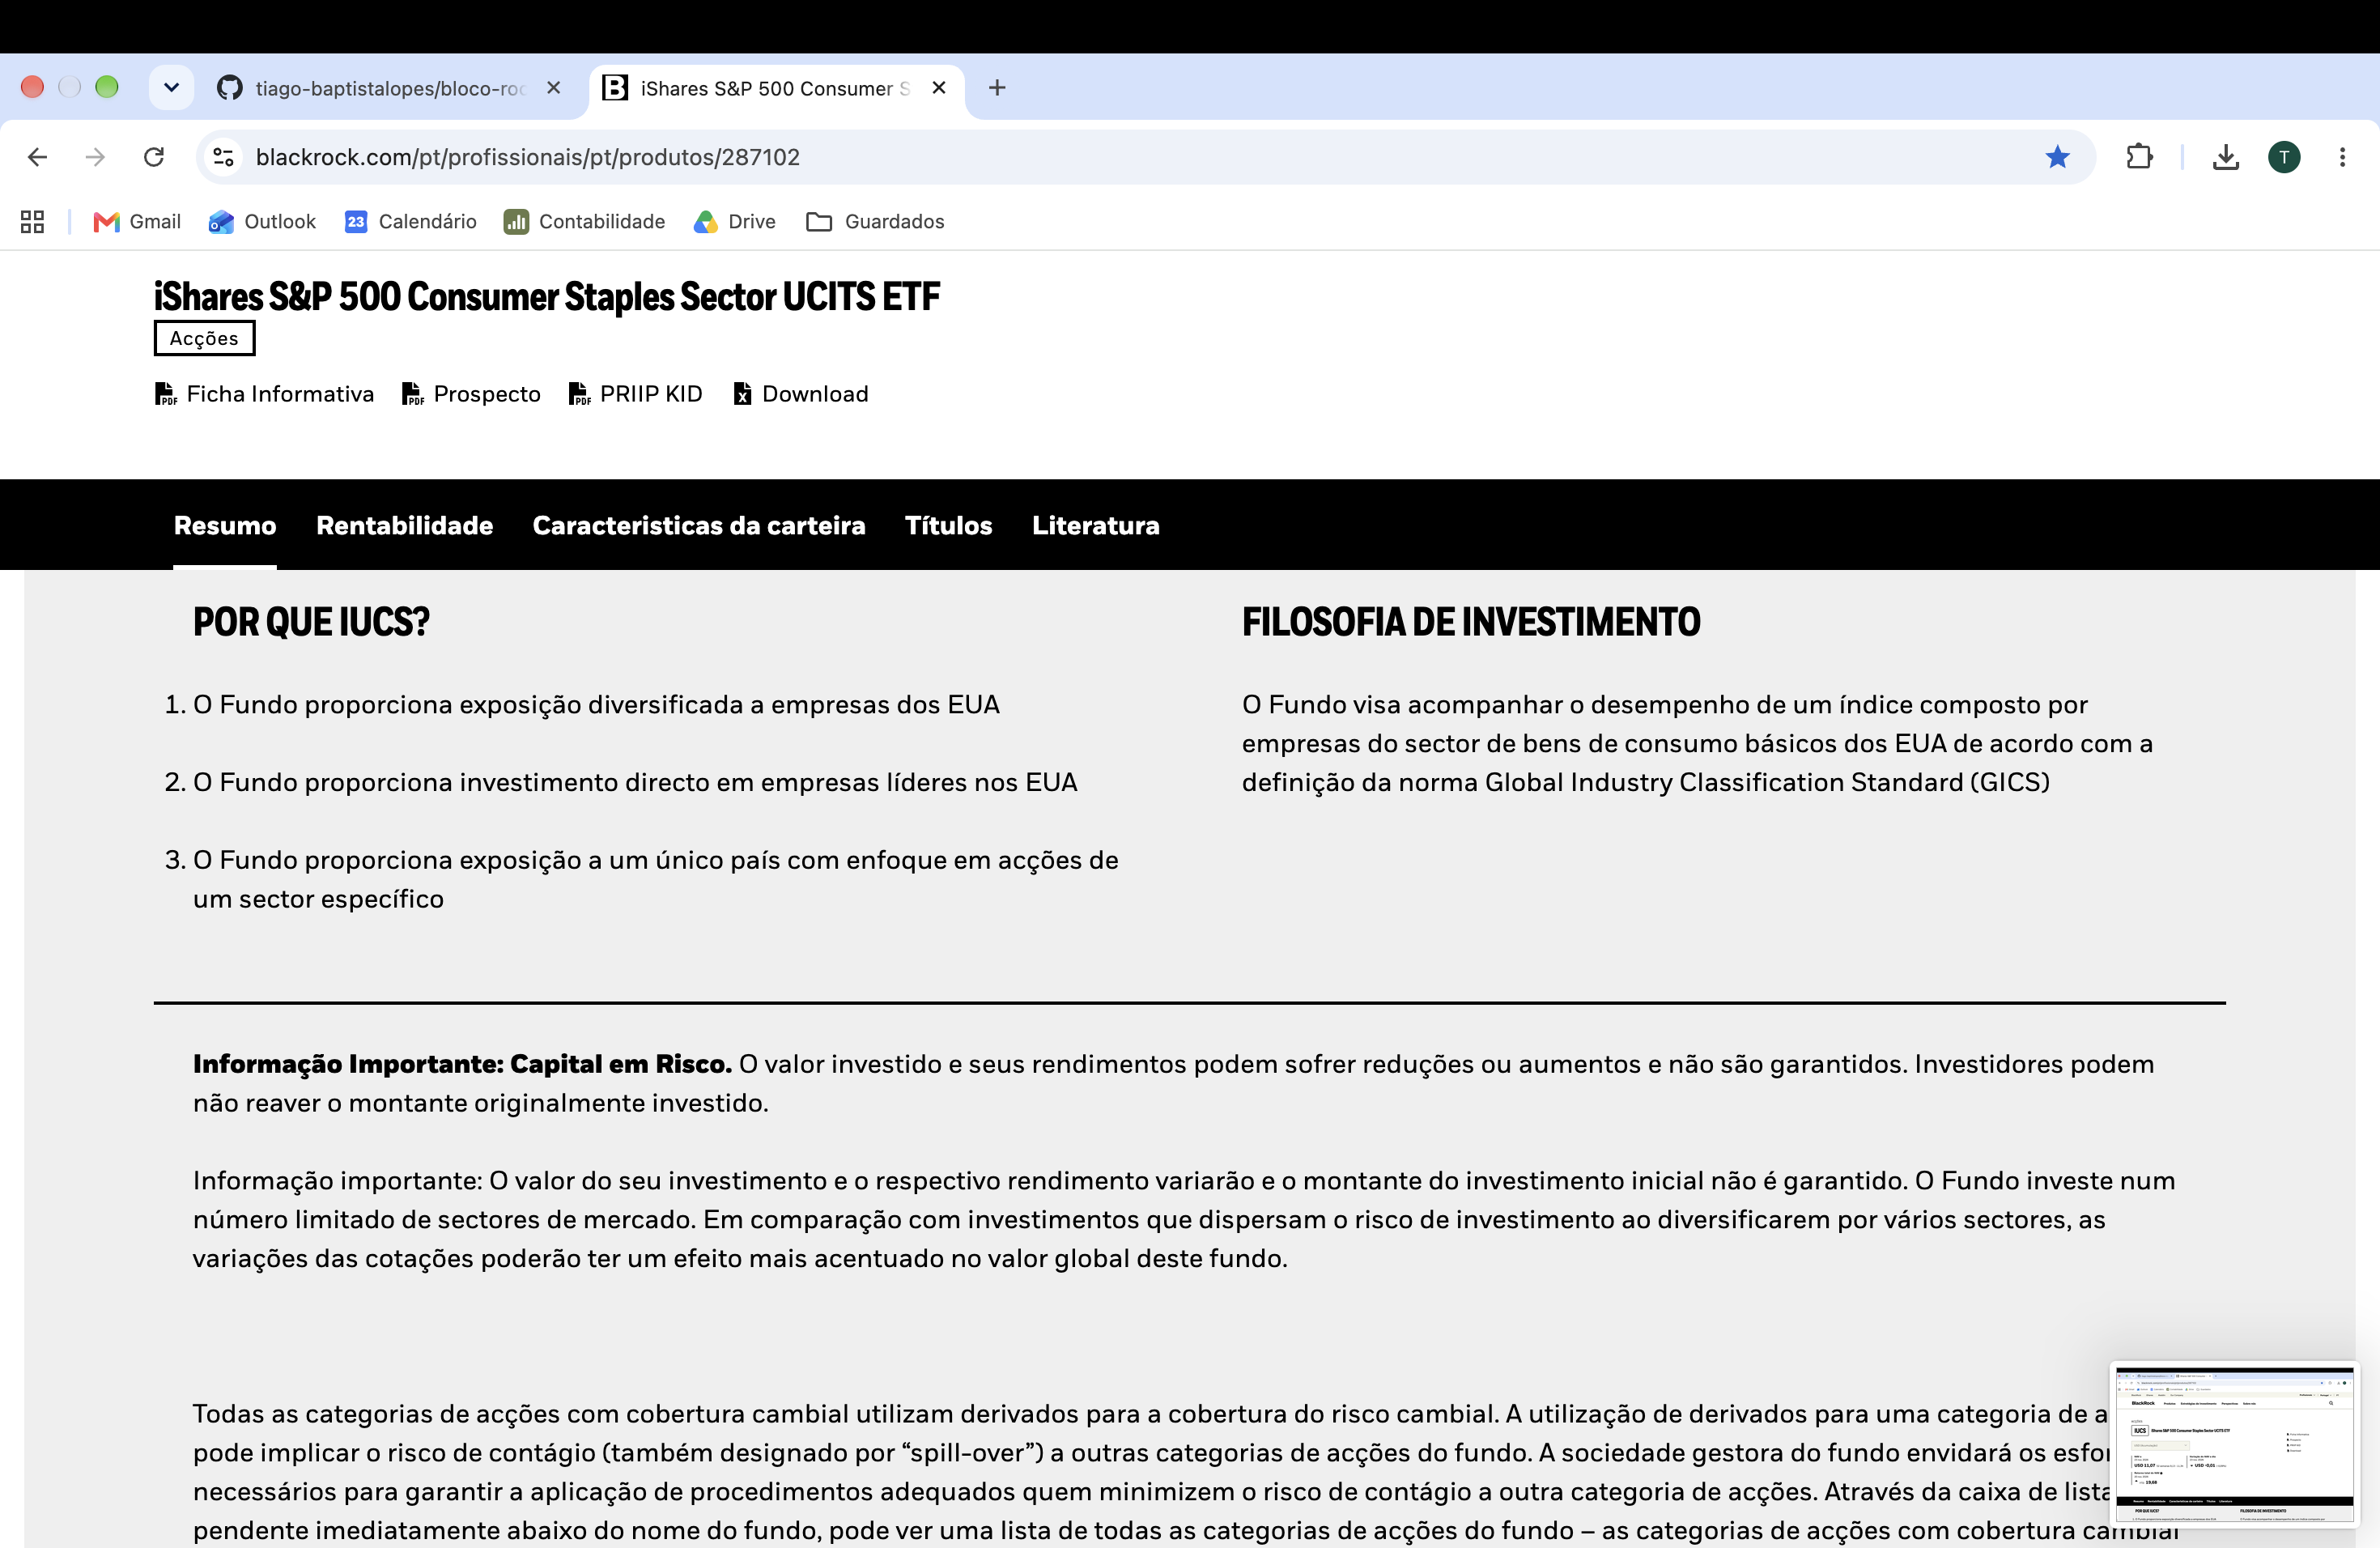 tiago-baptistalopes/bloco-roc
iShares S&P 500 Consumer S
blackrock.com/pt/profissionais/pt/produtos/287102
T
Gmail
Outlook
23 Calendário
Contabilidade
Drive
Guardados
iShares S&P 500 Consumer Staples Sector UCITS ETF
Acções
Ficha Informativa
Prospecto
PRIIP KID
Download
Resumo
Rentabilidade
Caracteristicas da carteira
Títulos
Literatura
POR QUE IUCS?
1. O Fundo proporciona exposição diversificada a empresas dos EUA
2. O Fundo proporciona investimento directo em empresas líderes nos EUA
3. O Fundo proporciona exposição a um único país com enfoque em acções de
um sector específico
FILOSOFIA DE INVESTIMENTO
O Fundo visa acompanhar o desempenho de um índice composto por
empresas do sector de bens de consumo básicos dos EUA de acordo com a
definição da norma Global Industry Classification Standard (GICS)
Informação Importante: Capital em Risco. O valor investido e seus rendimentos podem sofrer reduções ou aumentos e não são garantidos. Investidores podem
não reaver o montante originalmente investido.
Informação importante: O valor do seu investimento e o respectivo rendimento variarão e o montante do investimento inicial não é garantido. O Fundo investe num
número limitado de sectores de mercado. Em comparação com investimentos que dispersam o risco de investimento ao diversificarem por vários sectores, as
variações das cotações poderão ter um efeito mais acentuado no valor global deste fundo.
Todas as categorias de acções com cobertura cambial utilizam derivados para a cobertura do risco cambial. A utilização de derivados para uma categoria de a
pode implicar o risco de contágio (também designado por “spill-over”) a outras categorias de acções do fundo. A sociedade gestora do fundo envidará os esfor
necessários para garantir a aplicação de procedimentos adequados quem minimizem o risco de contágio a outra categoria de acções. Através da caixa de lista
pendente imediatamente abaixo do nome do fundo, pode ver uma lista de todas as categorias de acções do fundo – as categorias de acções com cobertura cambial
BlackRock
IUCS
iShares S&P 500 Consumer Staples Sector UCITS ETF